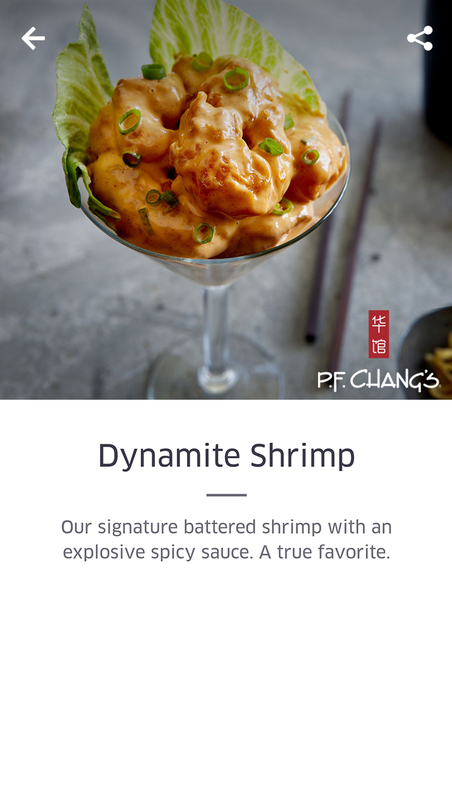 华
馆
P.F. CHANG'S
Dynamite Shrimp
Our signature battered shrimp with an
explosive spicy sauce. A true favorite.